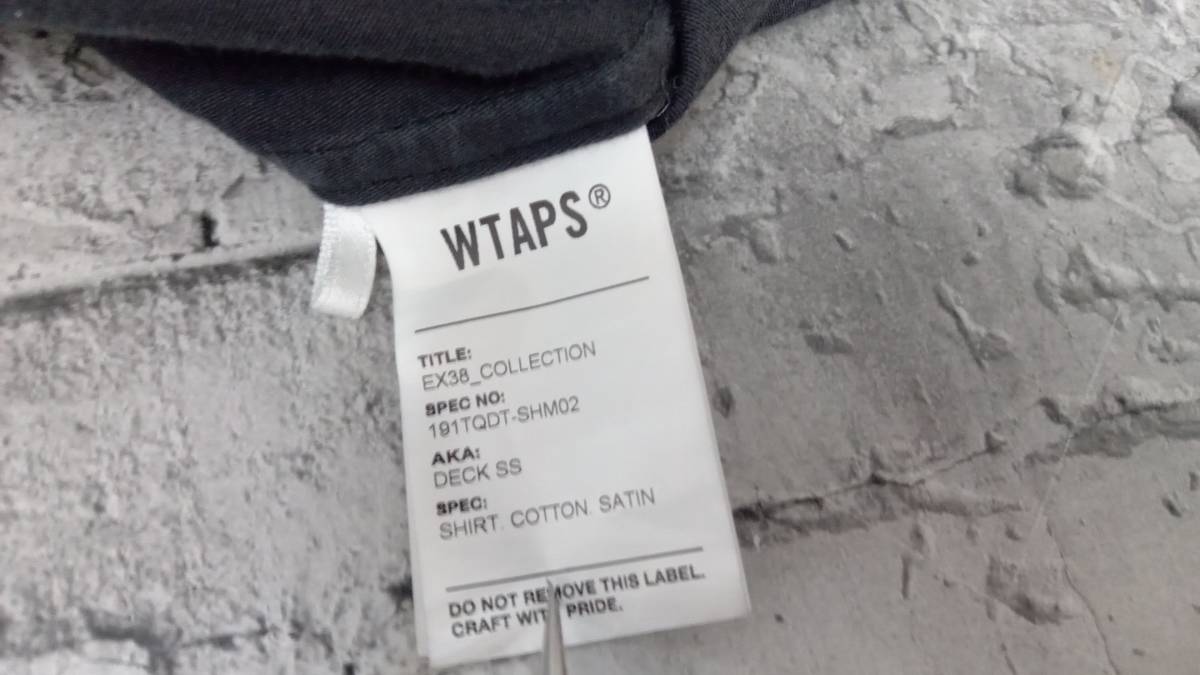 WTAPS®
TITLE:
EX38_COLLECTION
SPEC NO:
191TQDT-SHM02
AKA:
DECK SS
SPEC:
SHIRT. COTTON. SATIN
DO NOT REMOVE THIS LABEL.
CRAFT WITH PRIDE.